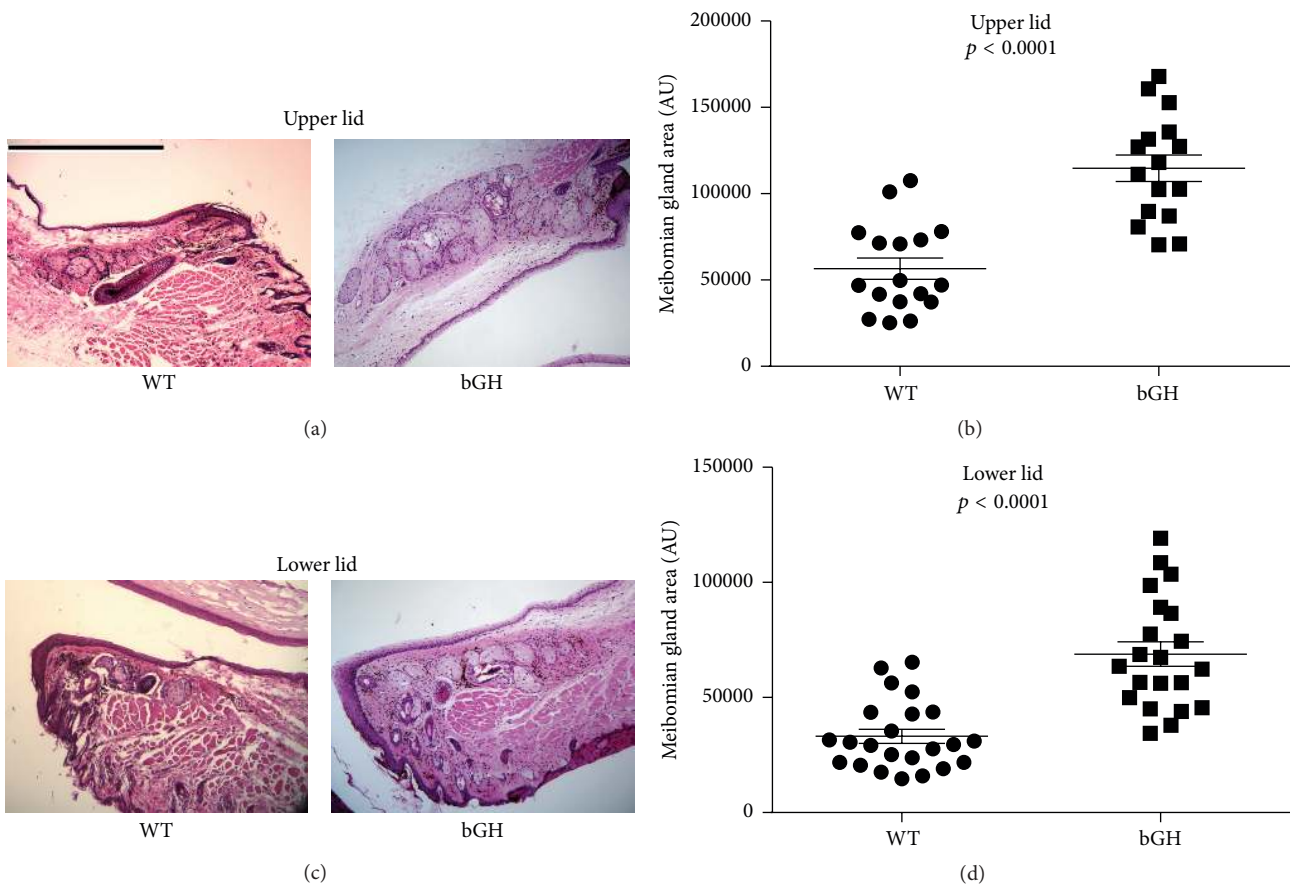 Upper lid
WT
bGH
(a)
Meibomian gland area (AU)
200000
150000
100000
50000
0
Upper lid
p < 0.0001
WT
bGH
(b)
Lower lid
WT
bGH
(c)
Meibomian gland area (AU)
150000
100000
50000
0
Lower lid
p < 0.0001
WT
bGH
(d)